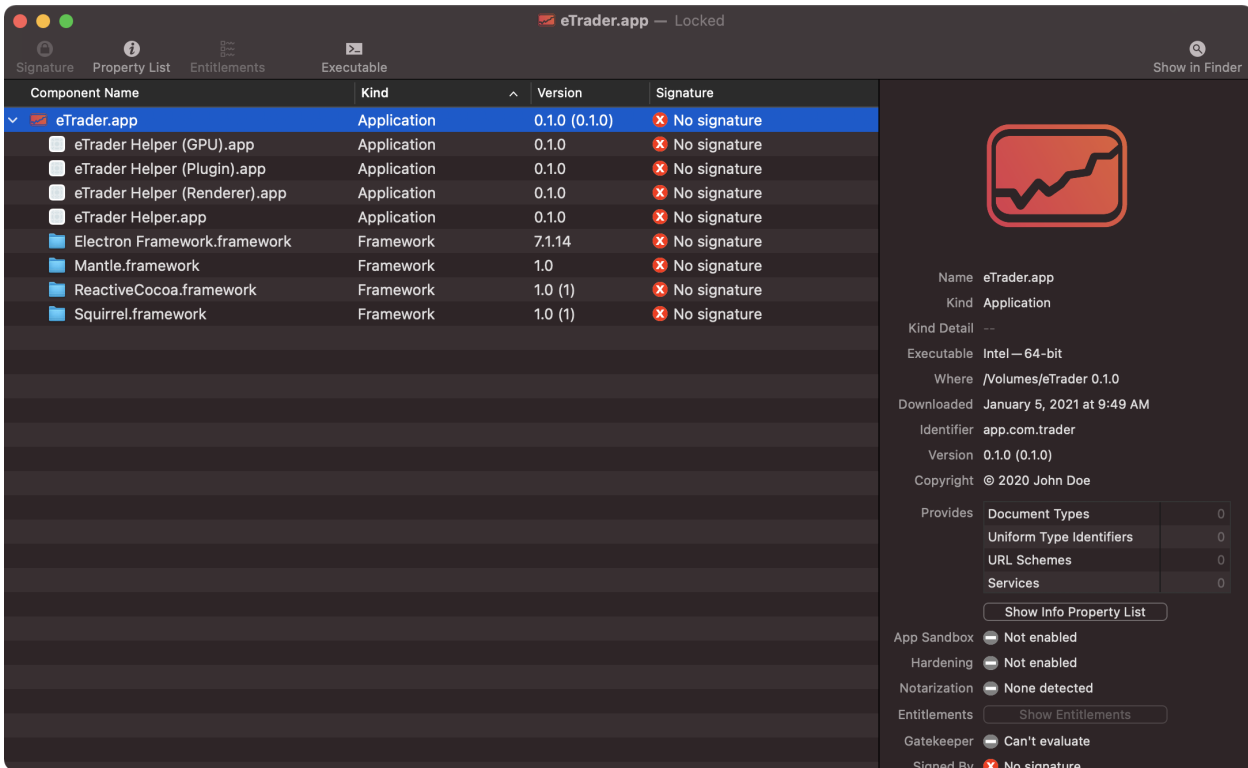 eTrader.app — Locked
Signature Property List Entitlements Executable Show in Finder
Component Name Kind Version Signature
eTrader.app Application 0.1.0 (0.1.0) No signature
eTrader Helper (GPU).app Application 0.1.0 No signature
eTrader Helper (Plugin).app Application 0.1.0 No signature
eTrader Helper (Renderer).app Application 0.1.0 No signature
eTrader Helper.app Application 0.1.0 No signature
Electron Framework.framework Framework 7.1.14 No signature
Mantle.framework Framework 1.0 No signature
ReactiveCocoa.framework Framework 1.0 (1) No signature
Squirrel.framework Framework 1.0 (1) No signature
Name eTrader.app
Kind Application
Kind Detail --
Executable Intel — 64-bit
Where /Volumes/eTrader 0.1.0
Downloaded January 5, 2021 at 9:49 AM
Identifier app.com.trader
Version 0.1.0 (0.1.0)
Copyright © 2020 John Doe
Provides Document Types 0
Uniform Type Identifiers 0
URL Schemes 0
Services 0
Show Info Property List
App Sandbox Not enabled
Hardening Not enabled
Notarization None detected
Entitlements Show Entitlements
Gatekeeper Can't evaluate
Signed By No signature